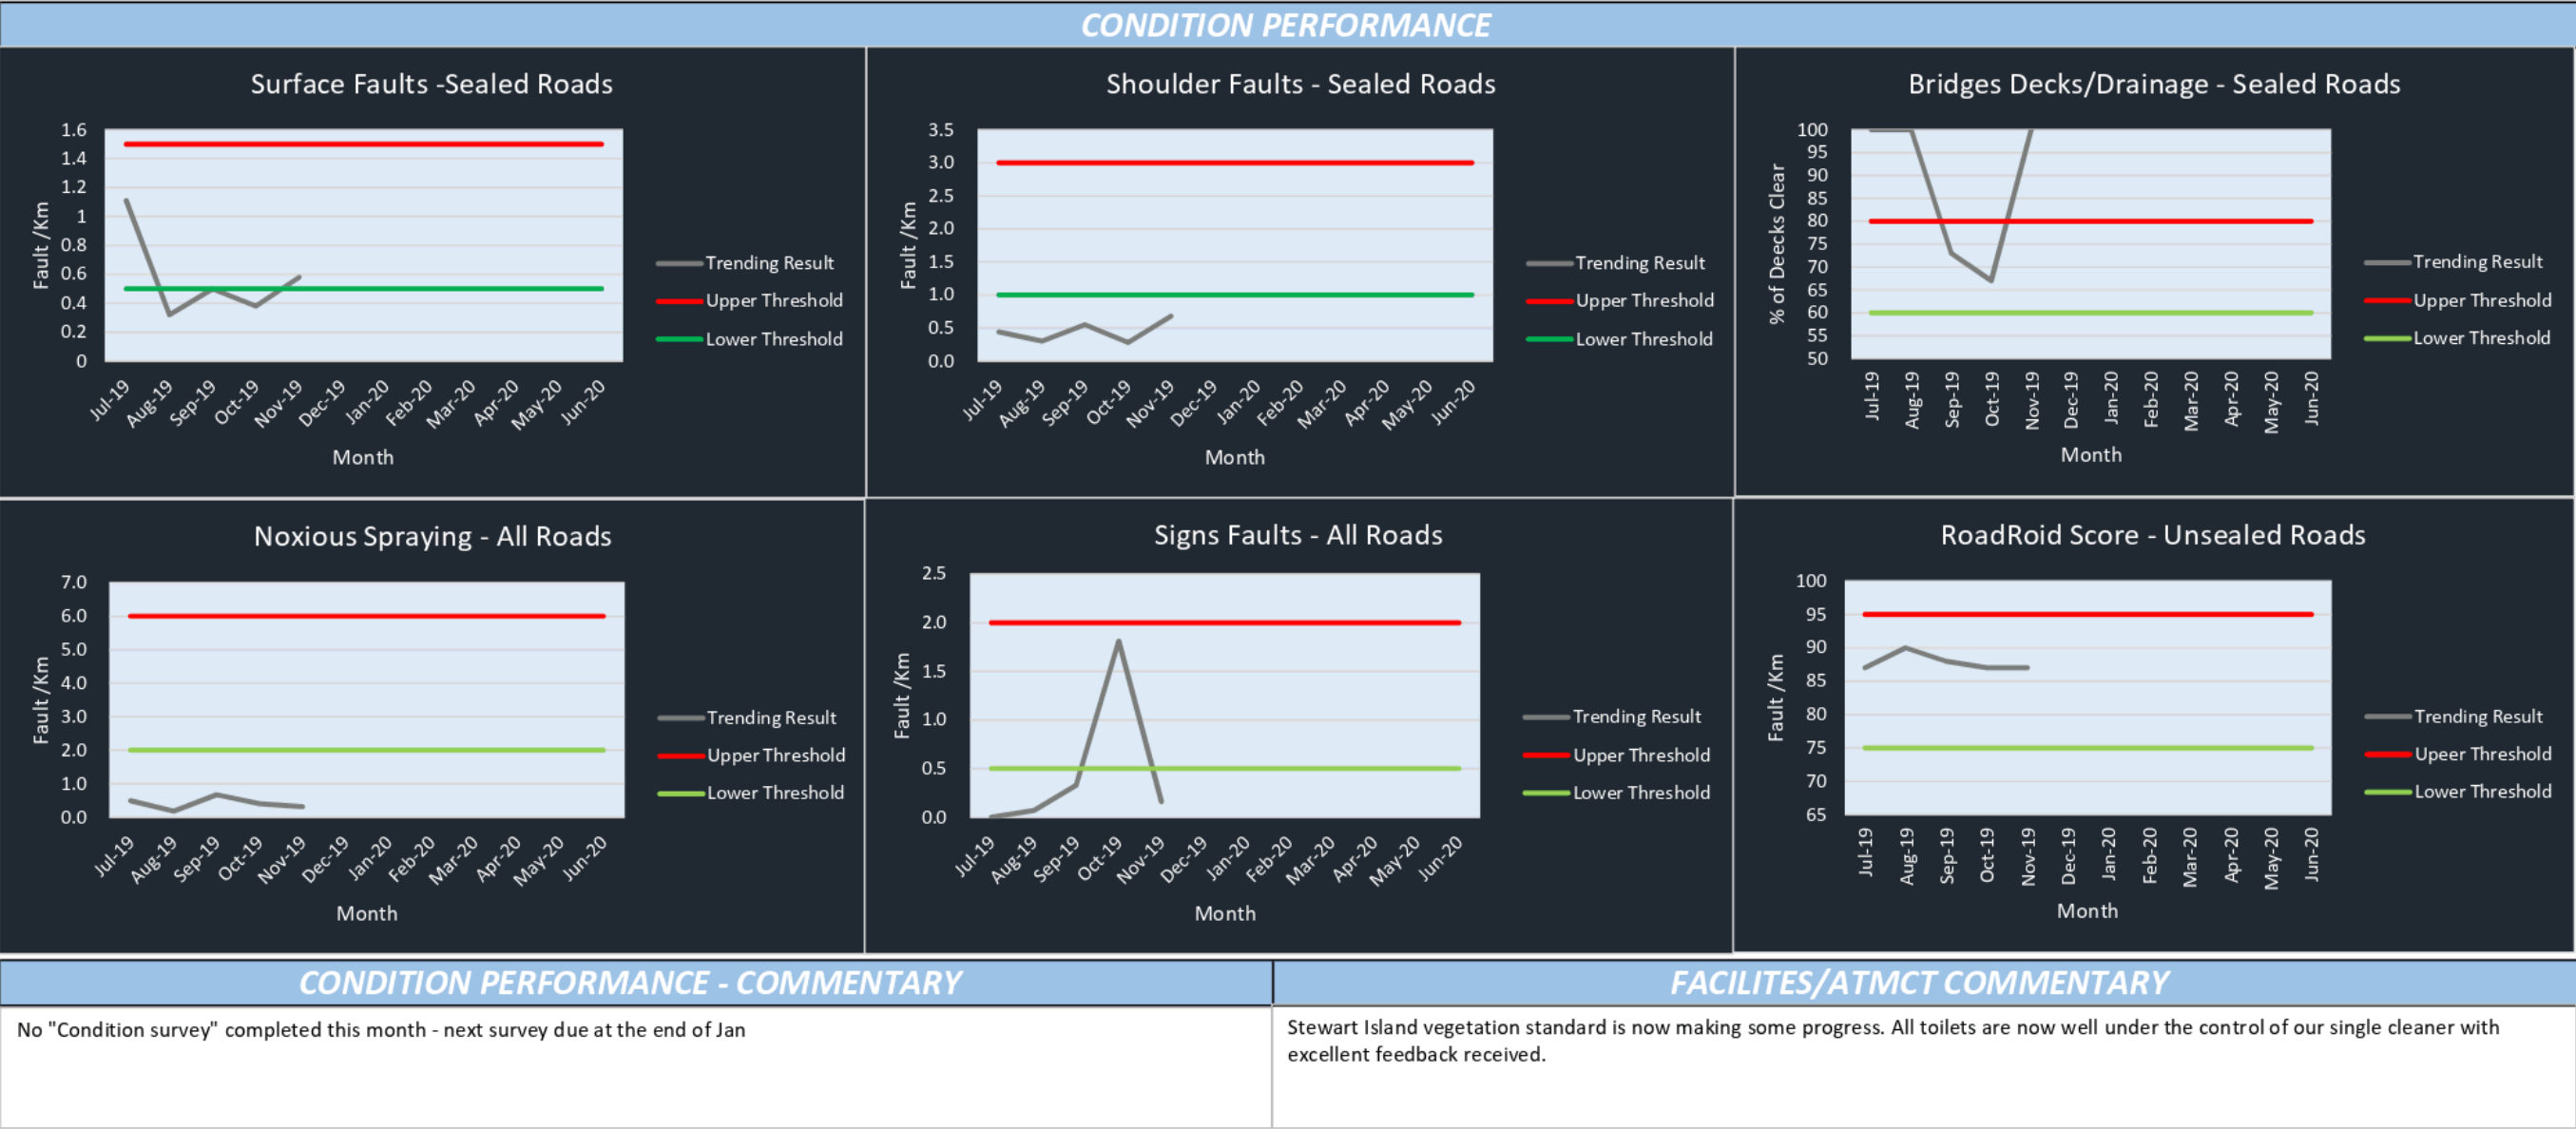 CONDITION PERFORMANCE
Surface Faults -Sealed Roads
Fault /Km
1.6
1.4
1.2
1
0.8
0.6
0.4
0.2
0
Jul-19
Aug-19
Sep-19
Oct-19
Nov-19
Dec-19
Jan-20
Feb-20
Mar-20
Apr-20
May-20
Jun-20
Month
Trending Result
Upper Threshold
Lower Threshold
Shoulder Faults - Sealed Roads
Fault /Km
3.5
3.0
2.5
2.0
1.5
1.0
0.5
0.0
Jul-19
Aug-19
Sep-19
Oct-19
Nov-19
Dec-19
Jan-20
Feb-20
Mar-20
Apr-20
May-20
Jun-20
Month
Trending Result
Upper Threshold
Lower Threshold
Bridges Decks/Drainage - Sealed Roads
% of Deecks Clear
100
95
90
85
80
75
70
65
60
55
50
Jul-19
Aug-19
Sep-19
Oct-19
Nov-19
Dec-19
Jan-20
Feb-20
Mar-20
Apr-20
May-20
Jun-20
Month
Trending Result
Upper Threshold
Lower Threshold
Noxious Spraying - All Roads
Fault /Km
7.0
6.0
5.0
4.0
3.0
2.0
1.0
0.0
Jul-19
Aug-19
Sep-19
Oct-19
Nov-19
Dec-19
Jan-20
Feb-20
Mar-20
Apr-20
May-20
Jun-20
Month
Trending Result
Upper Threshold
Lower Threshold
Signs Faults - All Roads
Fault /Km
2.5
2.0
1.5
1.0
0.5
0.0
Jul-19
Aug-19
Sep-19
Oct-19
Nov-19
Dec-19
Jan-20
Feb-20
Mar-20
Apr-20
May-20
Jun-20
Month
Trending Result
Upper Threshold
Lower Threshold
RoadRoid Score - Unsealed Roads
Fault /Km
100
95
90
85
80
75
70
65
Jul-19
Aug-19
Sep-19
Oct-19
Nov-19
Dec-19
Jan-20
Feb-20
Mar-20
Apr-20
May-20
Jun-20
Month
Trending Result
Upeer Threshold
Lower Threshold
CONDITION PERFORMANCE - COMMENTARY
No "Condition survey" completed this month - next survey due at the end of Jan
FACILITES/ATMCT COMMENTARY
Stewart Island vegetation standard is now making some progress. All toilets are now well under the control of our single cleaner with
excellent feedback received.